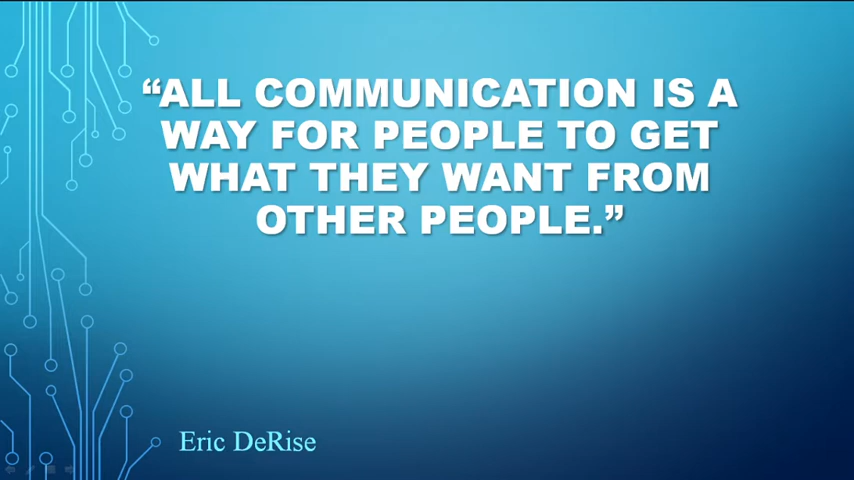 “ALL COMMUNICATION IS A
WAY FOR PEOPLE TO GET
WHAT THEY WANT FROM
OTHER PEOPLE.”
Eric DeRise